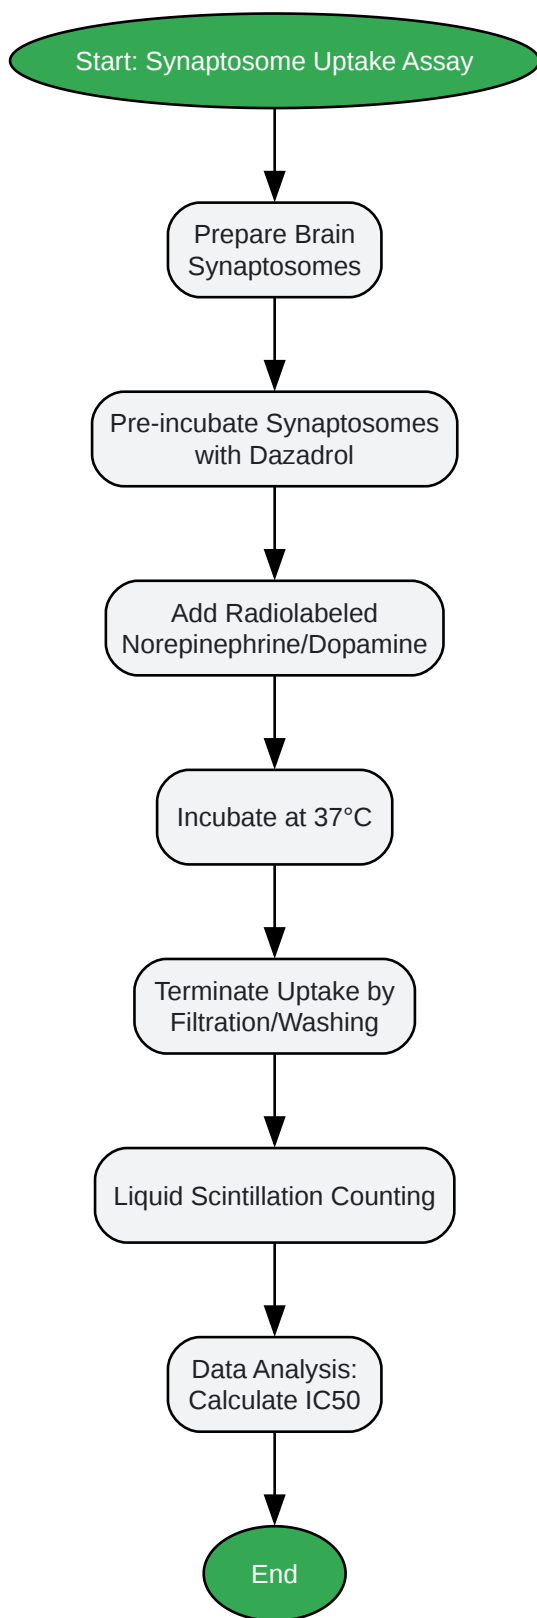 Start: Synaptosome Uptake Assay
Prepare Brain
Synaptosomes
Pre-incubate Synaptosomes
with Dazadrol
Add Radiolabeled
Norepinephrine/Dopamine
Incubate at 37°C
Terminate Uptake by
Filtration/Washing
Liquid Scintillation Counting
Data Analysis:
Calculate IC50
End